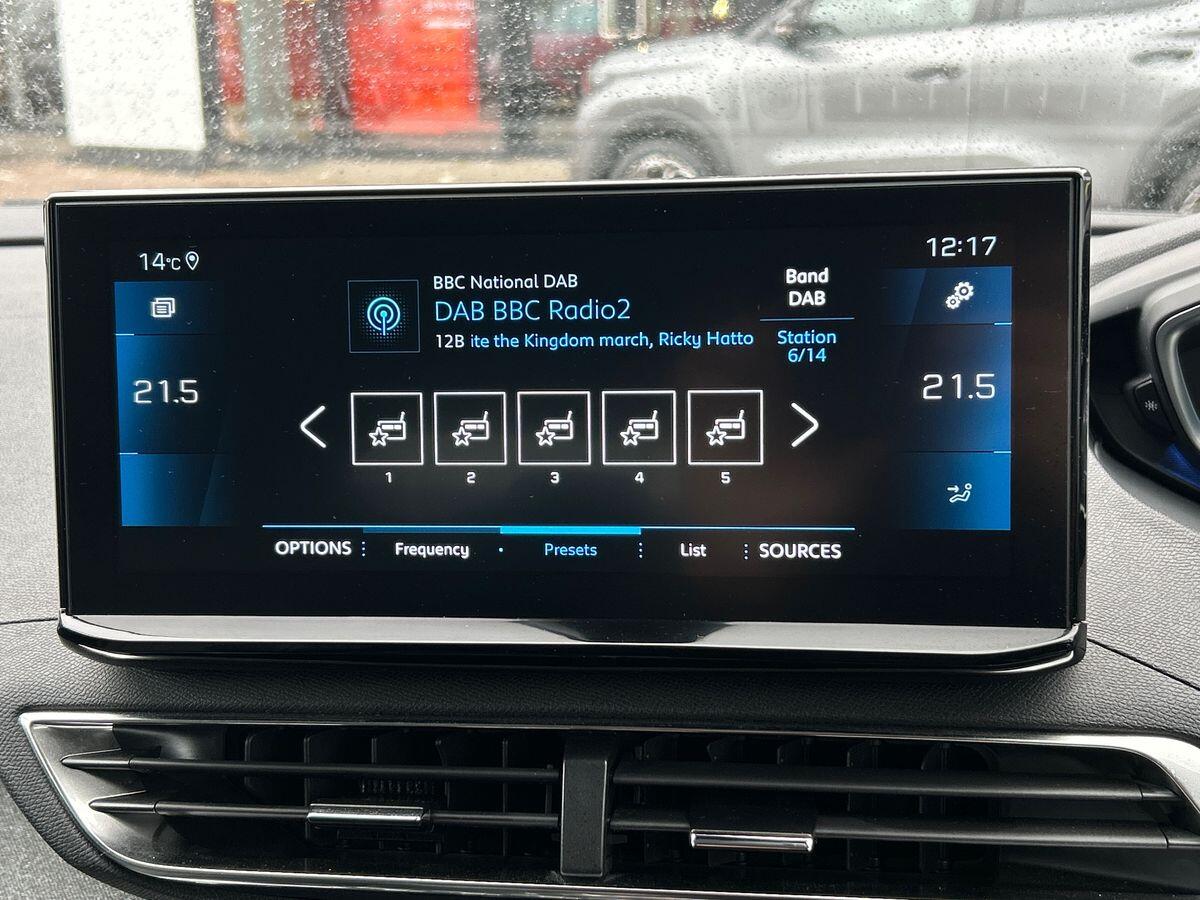 14°C
12:17
BBC National DAB
DAB BBC Radio2
12B ite the Kingdom march, Ricky Hatto
Band
DAB
Station
6/14
21.5
21.5
1 2 3 4 5
OPTIONS Frequency Presets List SOURCES